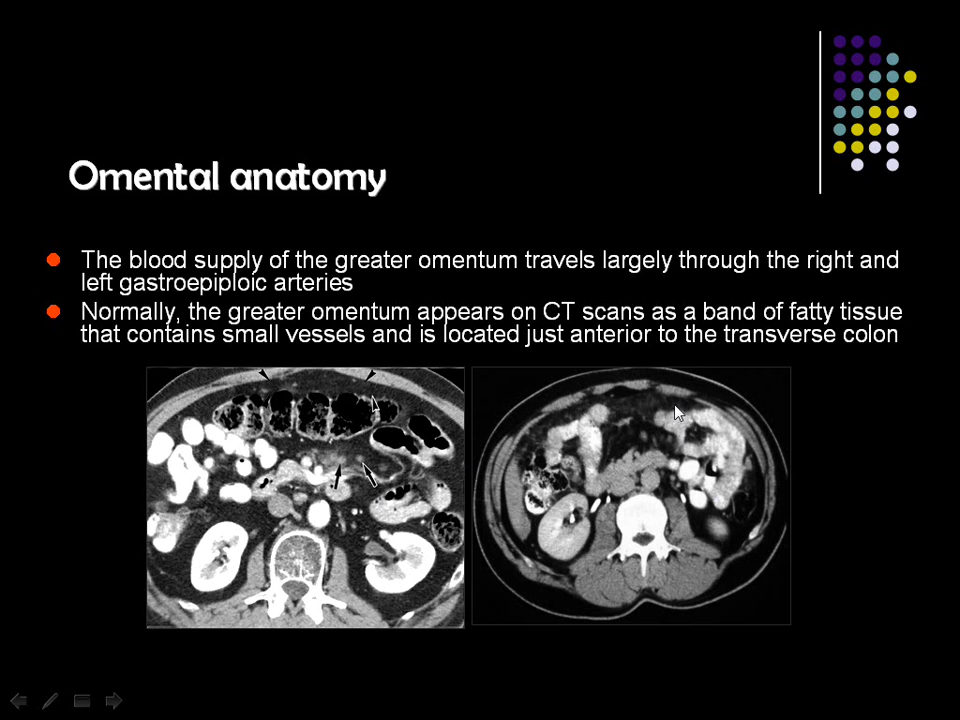 Omental anatomy
The blood supply of the greater omentum travels largely through the right and
left gastroepiploic arteries
Normally, the greater omentum appears on CT scans as a band of fatty tissue
that contains small vessels and is located just anterior to the transverse colon